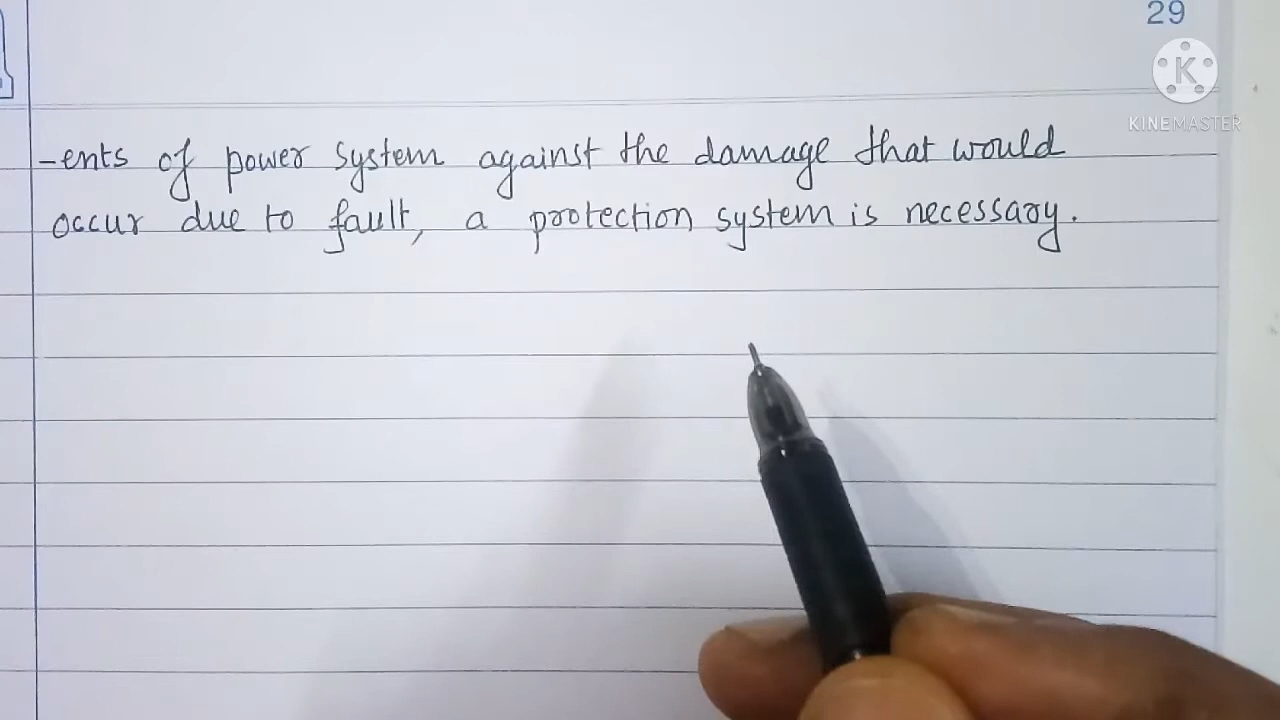 29
K
KINEMASTER
-ents of power system against the damage that would
occur due to fault, a protection system is necessary.